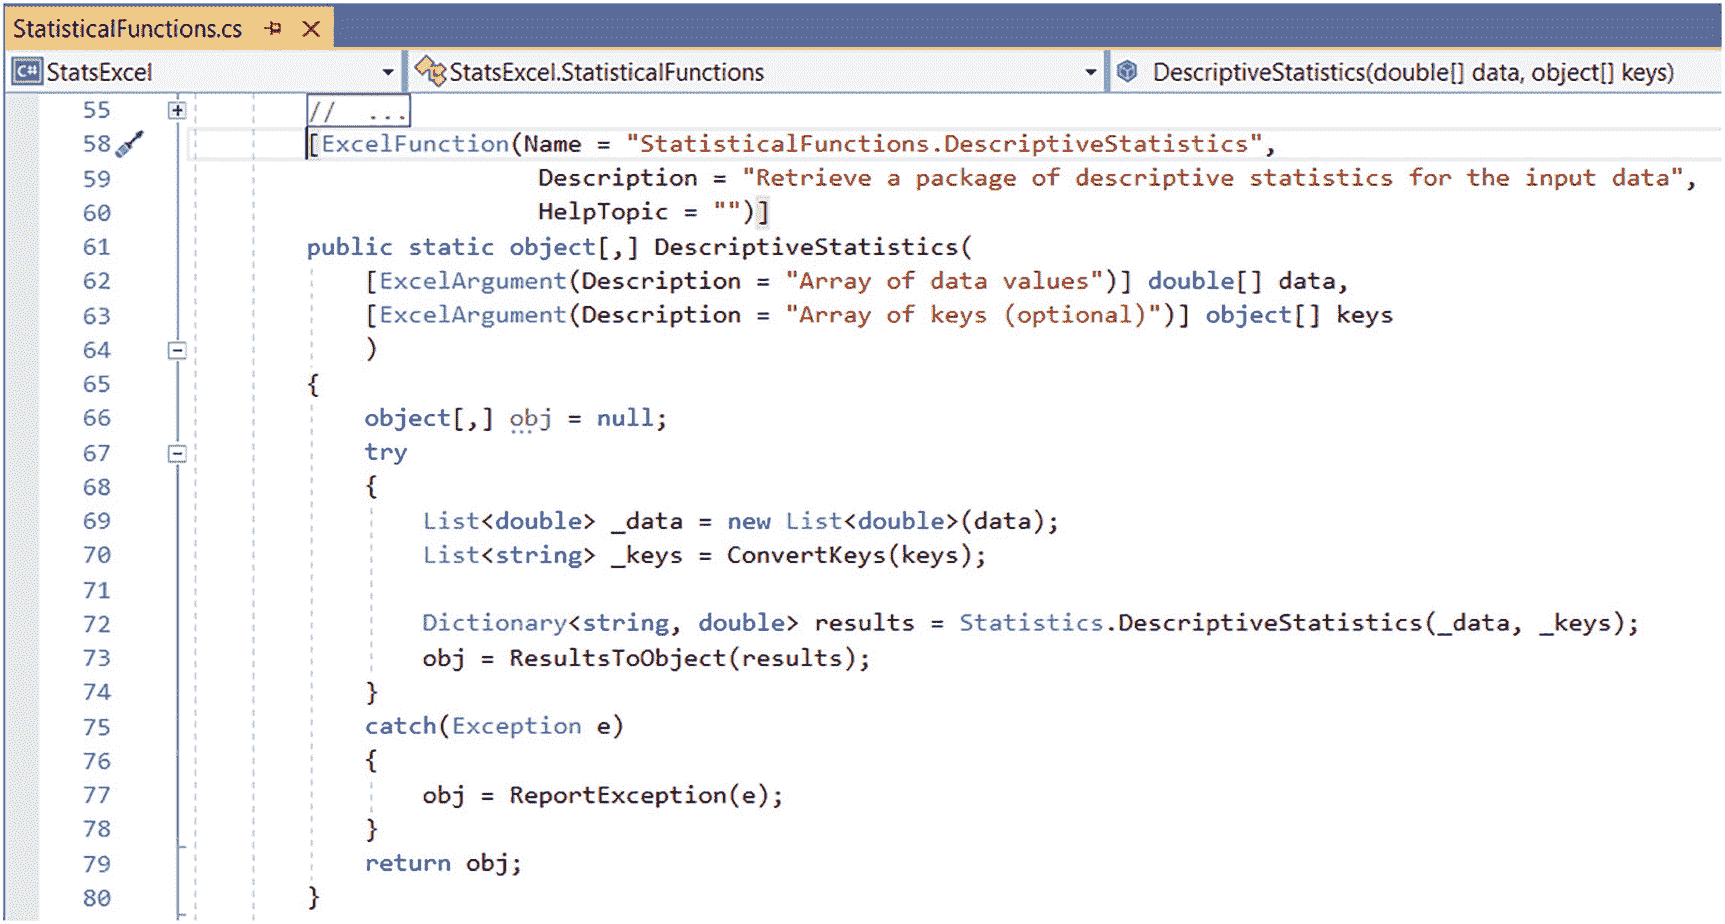 StatisticalFunctions.cs
C# StatsExcel StatsExcel.StatisticalFunctions DescriptiveStatistics(double[] data, object[] keys)
55 // ...
58 [ExcelFunction(Name = "StatisticalFunctions.DescriptiveStatistics",
59 Description = "Retrieve a package of descriptive statistics for the input data",
60 HelpTopic = "")]
61 public static object[,] DescriptiveStatistics(
62 [ExcelArgument(Description = "Array of data values")] double[] data,
63 [ExcelArgument(Description = "Array of keys (optional)")] object[] keys
64 )
65 {
66 object[,] obj = null;
67 try
68 {
69 List<double> _data = new List<double>(data);
70 List<string> _keys = ConvertKeys(keys);
71
72 Dictionary<string, double> results = Statistics.DescriptiveStatistics(_data, _keys);
73 obj = ResultsToObject(results);
74 }
75 catch(Exception e)
76 {
77 obj = ReportException(e);
78 }
79 return obj;
80 }